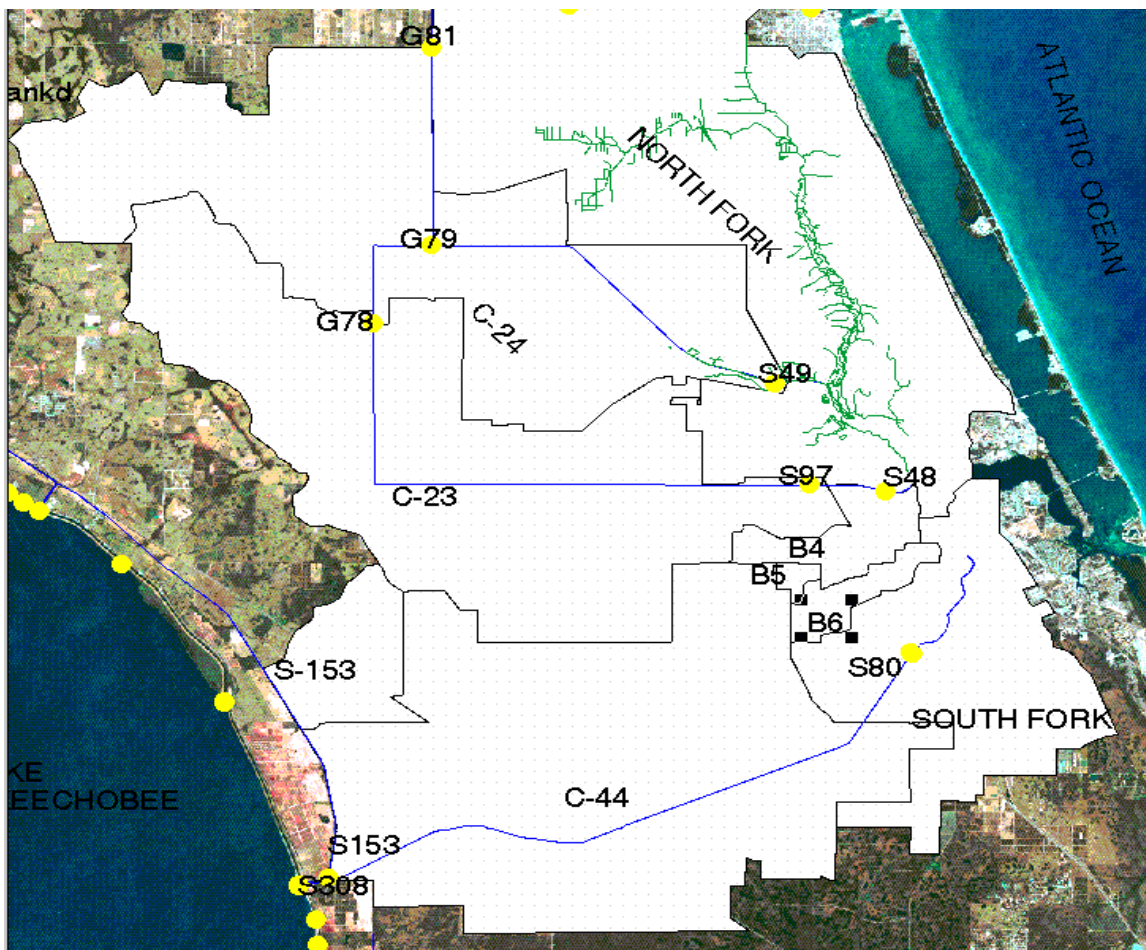 G81
ankd
ATLANTIC OCEAN
NORTH FORK
G79
G78
C-24
S49
S97
S48
C-23
B4
B5
B6
S80
S-153
SOUTH FORK
KE
EECHOBEE
C-44
S153
S308